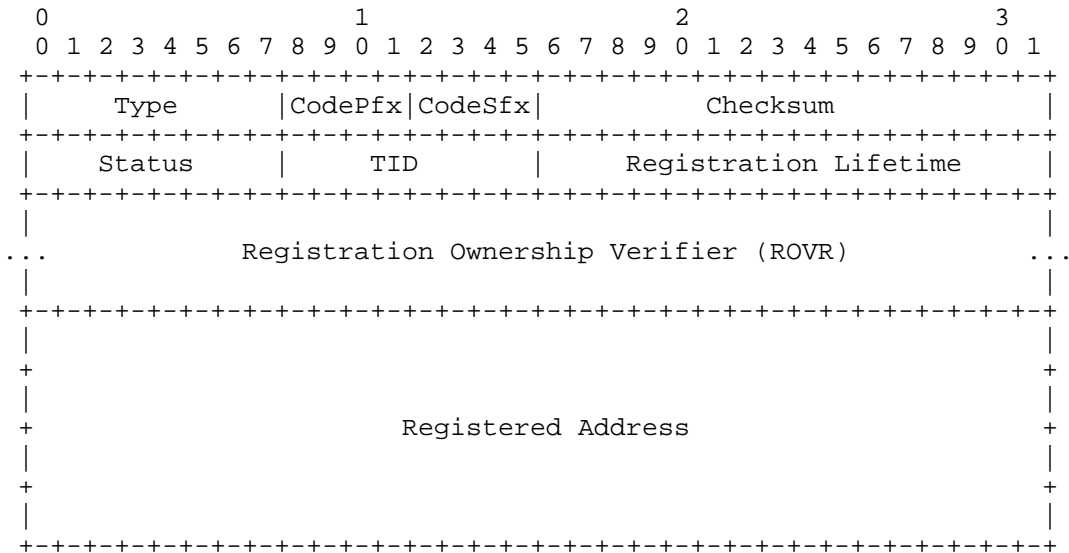 0                   1                   2                   3
0 1 2 3 4 5 6 7 8 9 0 1 2 3 4 5 6 7 8 9 0 1 2 3 4 5 6 7 8 9 0 1
+-+-+-+-+-+-+-+-+-+-+-+-+-+-+-+-+-+-+-+-+-+-+-+-+-+-+-+-+-+-+-+-+
|     Type      |CodePfx|CodeSfx|          Checksum             |
+-+-+-+-+-+-+-+-+-+-+-+-+-+-+-+-+-+-+-+-+-+-+-+-+-+-+-+-+-+-+-+-+
|    Status     |     TID       |     Registration Lifetime     |
+-+-+-+-+-+-+-+-+-+-+-+-+-+-+-+-+-+-+-+-+-+-+-+-+-+-+-+-+-+-+-+-+
|                                                               |
...            Registration Ownership Verifier (ROVR)           ...
|                                                               |
+-+-+-+-+-+-+-+-+-+-+-+-+-+-+-+-+-+-+-+-+-+-+-+-+-+-+-+-+-+-+-+-+
|                                                               |
+                                                               +
|                                                               |
+                       Registered Address                      +
|                                                               |
+                                                               +
|                                                               |
+-+-+-+-+-+-+-+-+-+-+-+-+-+-+-+-+-+-+-+-+-+-+-+-+-+-+-+-+-+-+-+-+